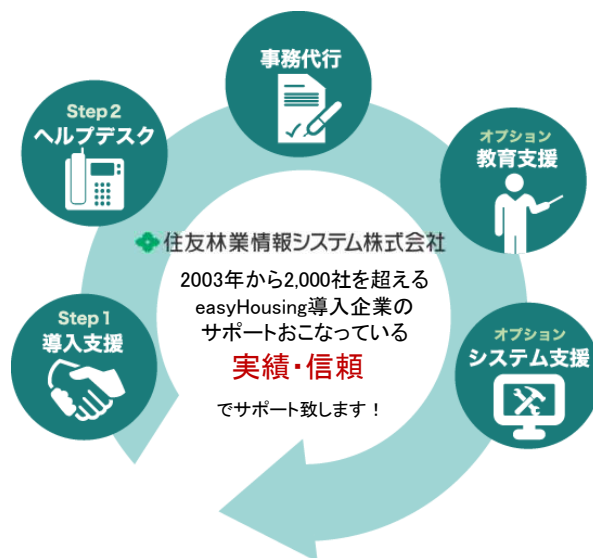 事務代行
Step2
ヘルプデスク
オプション
教育支援
住友林業情報システム株式会社
2003年から2,000社を超える
easyHousing導入企業の
サポートおこなっている
実績・信頼
でサポート致します！
Step1
導入支援
オプション
システム支援